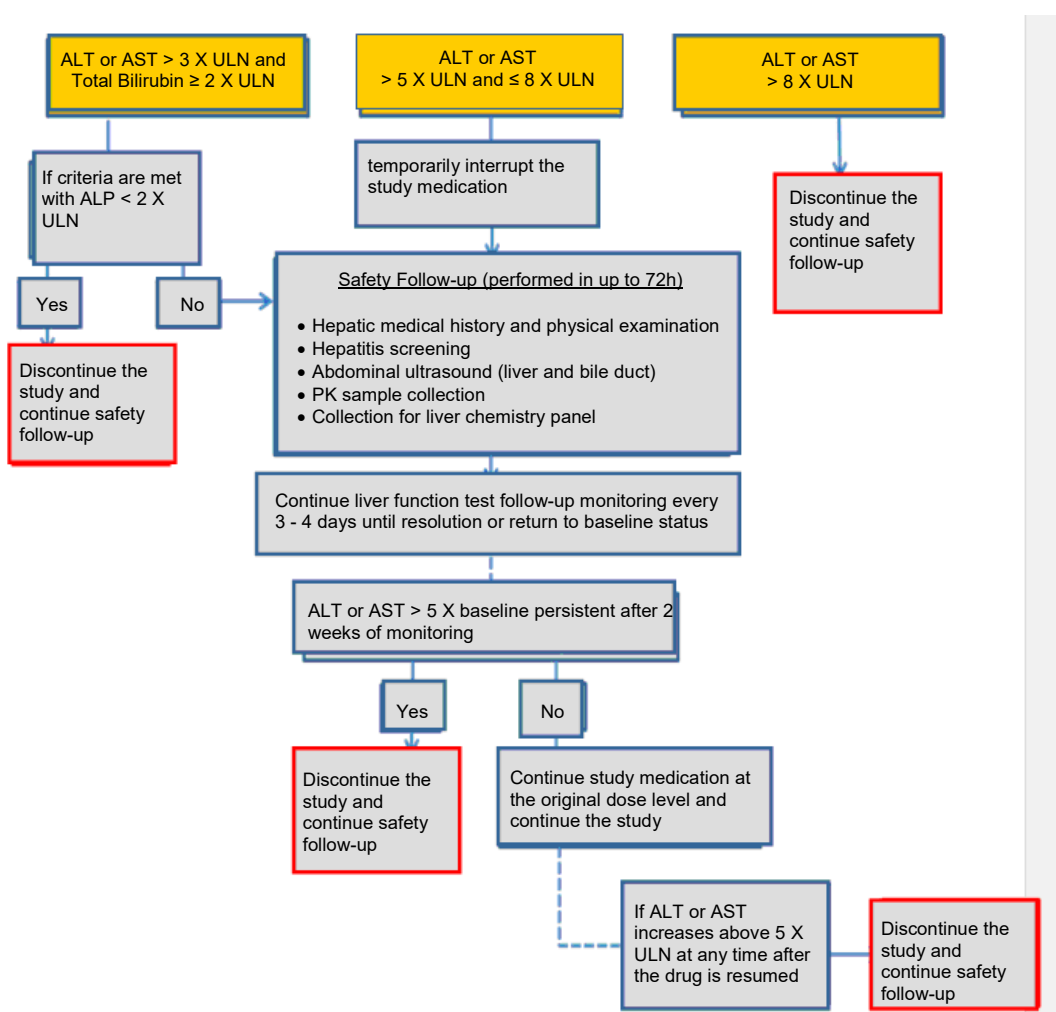 ALT or AST > 3 X ULN and
Total Bilirubin ≥ 2 X ULN
ALT or AST
> 5 X ULN and ≤ 8 X ULN
ALT or AST
> 8 X ULN
If criteria are met
with ALP < 2 X
ULN
temporarily interrupt the
study medication
Discontinue the
study and
continue safety
follow-up
Yes
No
Safety Follow-up (performed in up to 72h)
• Hepatic medical history and physical examination
• Hepatitis screening
• Abdominal ultrasound (liver and bile duct)
• PK sample collection
• Collection for liver chemistry panel
Discontinue the
study and
continue safety
follow-up
Continue liver function test follow-up monitoring every
3 - 4 days until resolution or return to baseline status
ALT or AST > 5 X baseline persistent after 2
weeks of monitoring
Yes
No
Discontinue the
study and
continue safety
follow-up
Continue study medication at
the original dose level and
continue the study
If ALT or AST
increases above 5 X
ULN at any time after
the drug is resumed
Discontinue the
study and
continue safety
follow-up